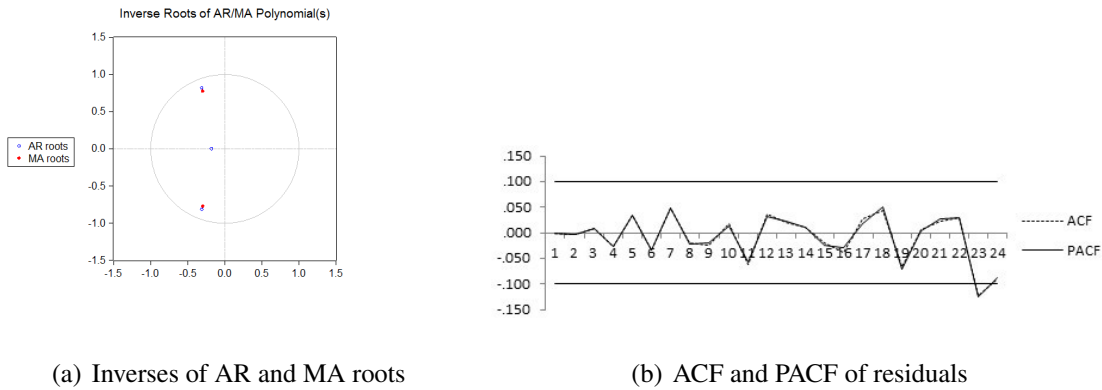 Inverse Roots of AR/MA Polynomial(s)
1.5
1.0
0.5
0.0
-0.5
-1.0
-1.5
-1.5 -1.0 -0.5 0.0 0.5 1.0 1.5
AR roots
MA roots
.150
.100
.050
.000
-.050
-.100
-.150
1 2 3 4 5 6 7 8 9 10 11 12 13 14 15 16 17 18 19 20 21 22 23 24
ACF
PACF
(a) Inverses of AR and MA roots
(b) ACF and PACF of residuals